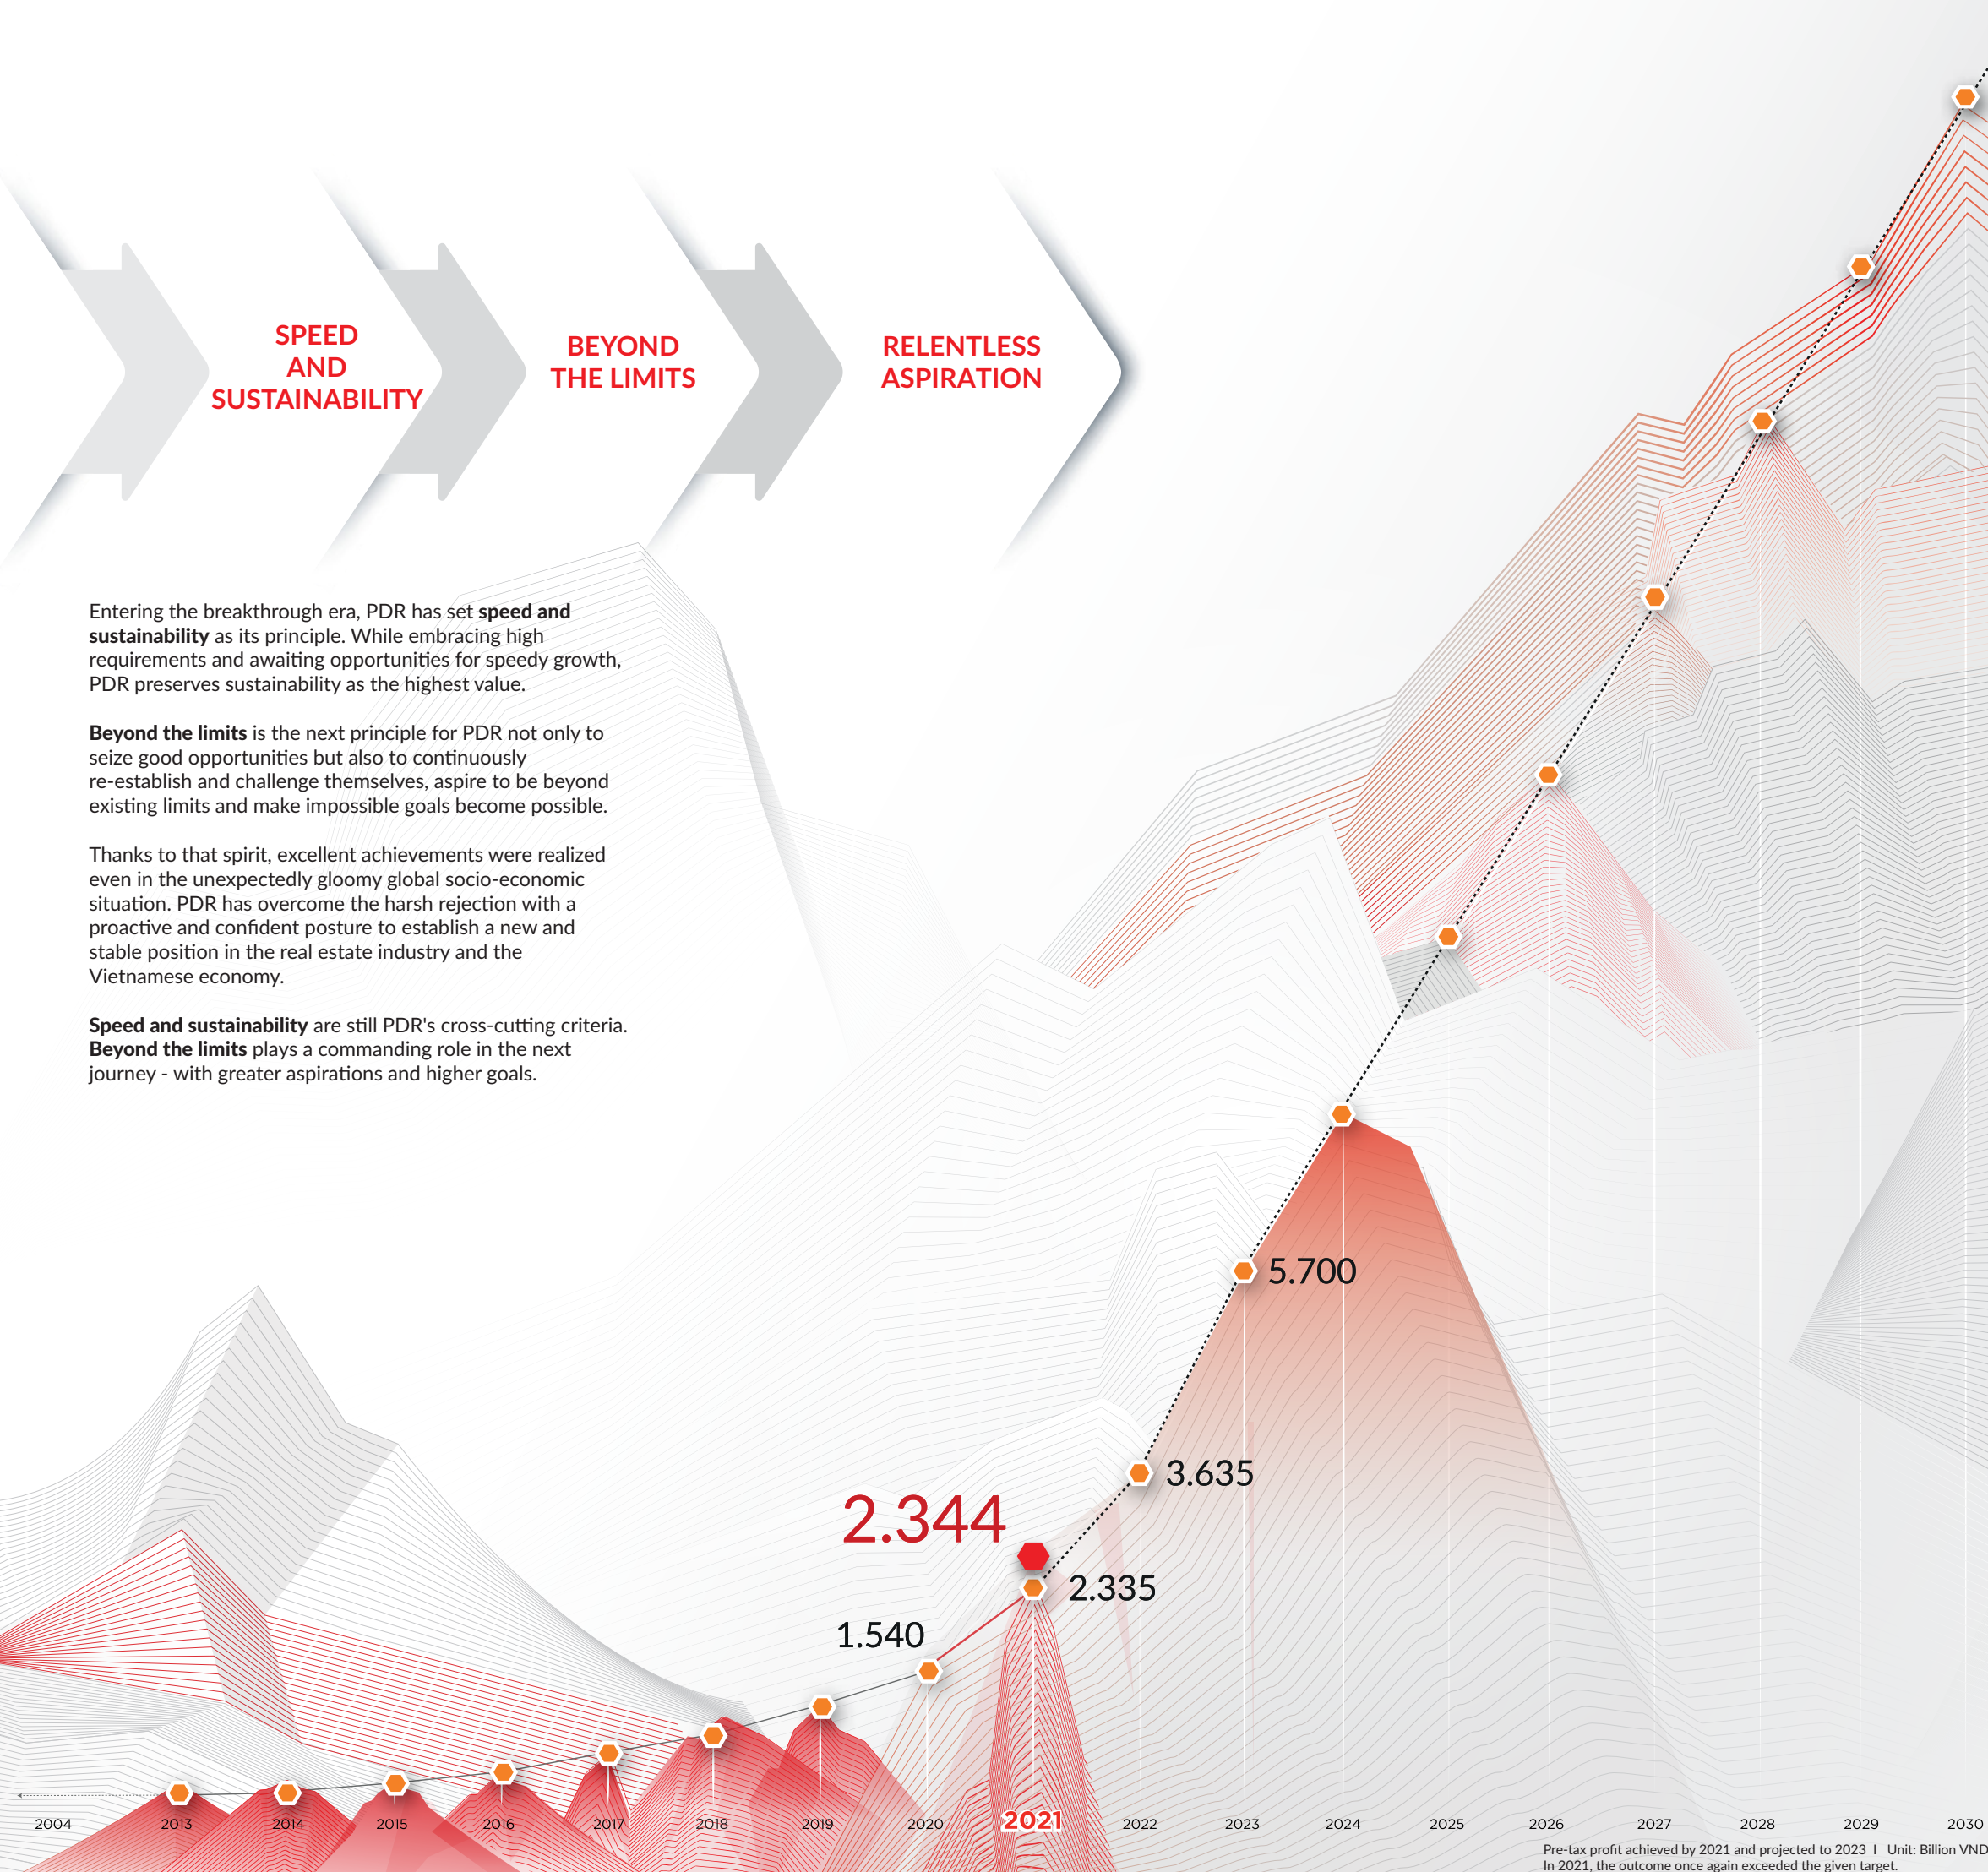 SPEED
AND
SUSTAINABILITY
BEYOND
THE LIMITS
RELENTLESS
ASPIRATION
Entering the breakthrough era, PDR has set speed and
sustainability as its principle. While embracing high
requirements and awaiting opportunities for speedy growth,
PDR preserves sustainability as the highest value.
Beyond the limits is the next principle for PDR not only to
seize good opportunities but also to continuously
re-establish and challenge themselves, aspire to be beyond
existing limits and make impossible goals become possible.
Thanks to that spirit, excellent achievements were realized
even in the unexpectedly gloomy global socio-economic
situation. PDR has overcome the harsh rejection with a
proactive and confident posture to establish a new and
stable position in the real estate industry and the
Vietnamese economy.
Speed and sustainability are still PDR's cross-cutting criteria.
Beyond the limits plays a commanding role in the next
journey - with greater aspirations and higher goals.
5.700
3.635
2.344
2.335
1.540
2004 2013 2014 2015 2016 2017 2018 2019 2020 2021 2022 2023 2024 2025 2026 2027 2028 2029 2030
Pre-tax profit achieved by 2021 and projected to 2023 I Unit: Billion VND
In 2021, the outcome once again exceeded the given target.